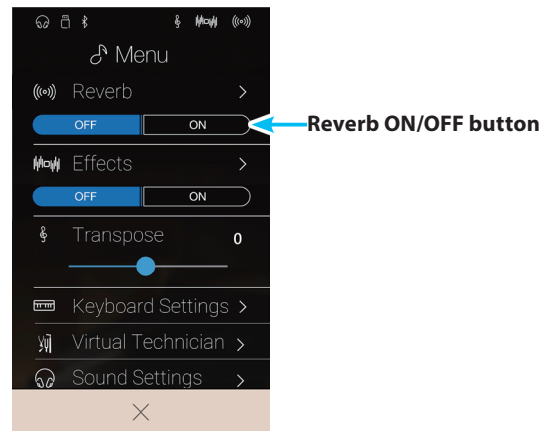 Menu
Reverb
OFF ON
Reverb ON/OFF button
Effects
OFF ON
Transpose 0
Keyboard Settings
Virtual Technician
Sound Settings